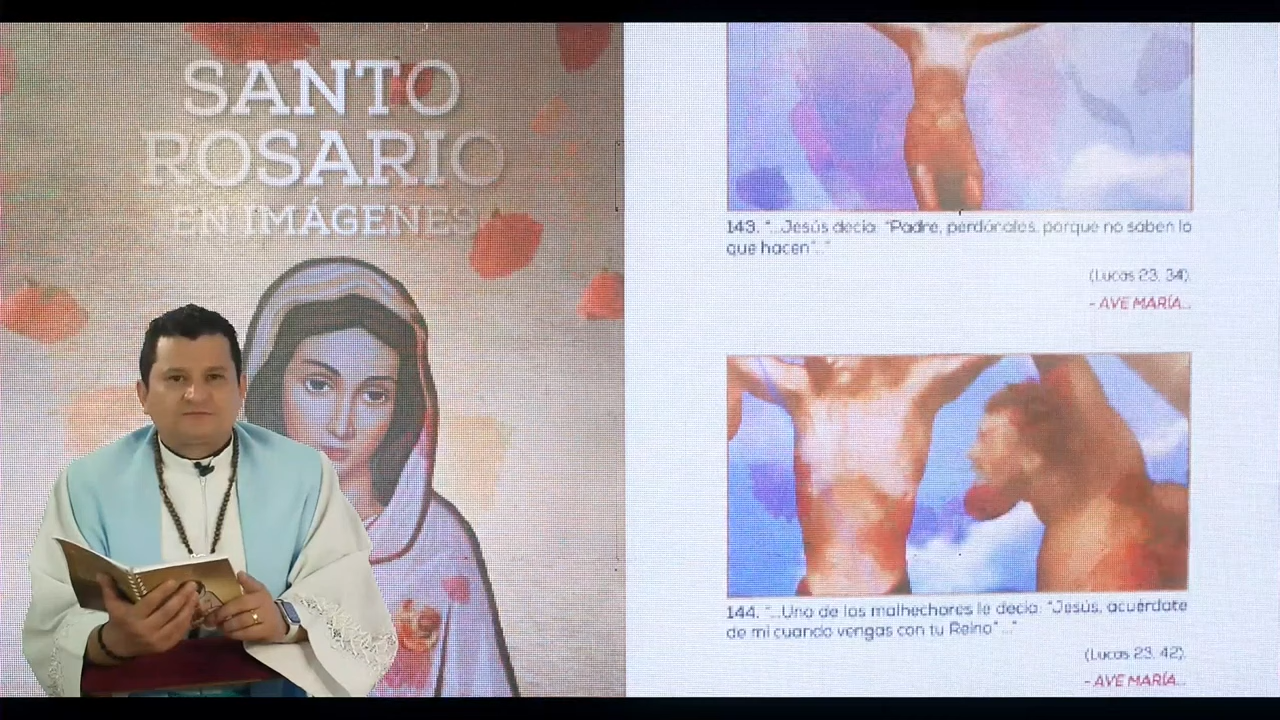 SANTO
ROSARIO
EN IMÁGENES
143. "...Jesús decía: "Padre, perdónales, porque no saben lo
que hacen"..."
(Lucas 23, 34).
- AVE MARÍA...
144. "...Uno de los malhechores le decía: "Jesús, acuérdate
de mi cuando vengas con tu Reino"..."
(Lucas 23, 42).
- AVE MARÍA...